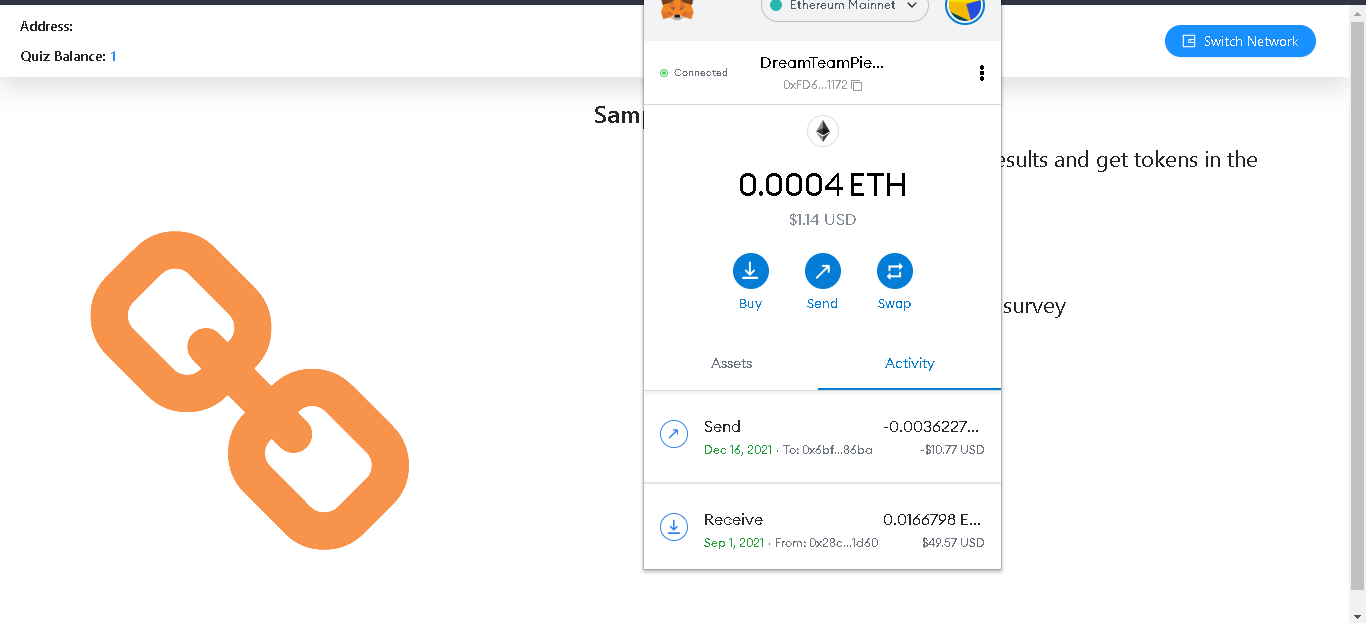 Address:
Quiz Balance: 1
Ethereum Mainnet
Switch Network
Connected
DreamTeamPie...
0xFD6...1172
Sam
esults and get tokens in the
0.0004 ETH
$1.14 USD
Buy
Send
Swap
survey
Assets
Activity
Send
-0.0036227...
Dec 16, 2021 · To: 0x6bf...86ba
-$10.77 USD
Receive
0.0166798 E...
Sep 1, 2021 · From: 0x28c...1d60
$49.57 USD